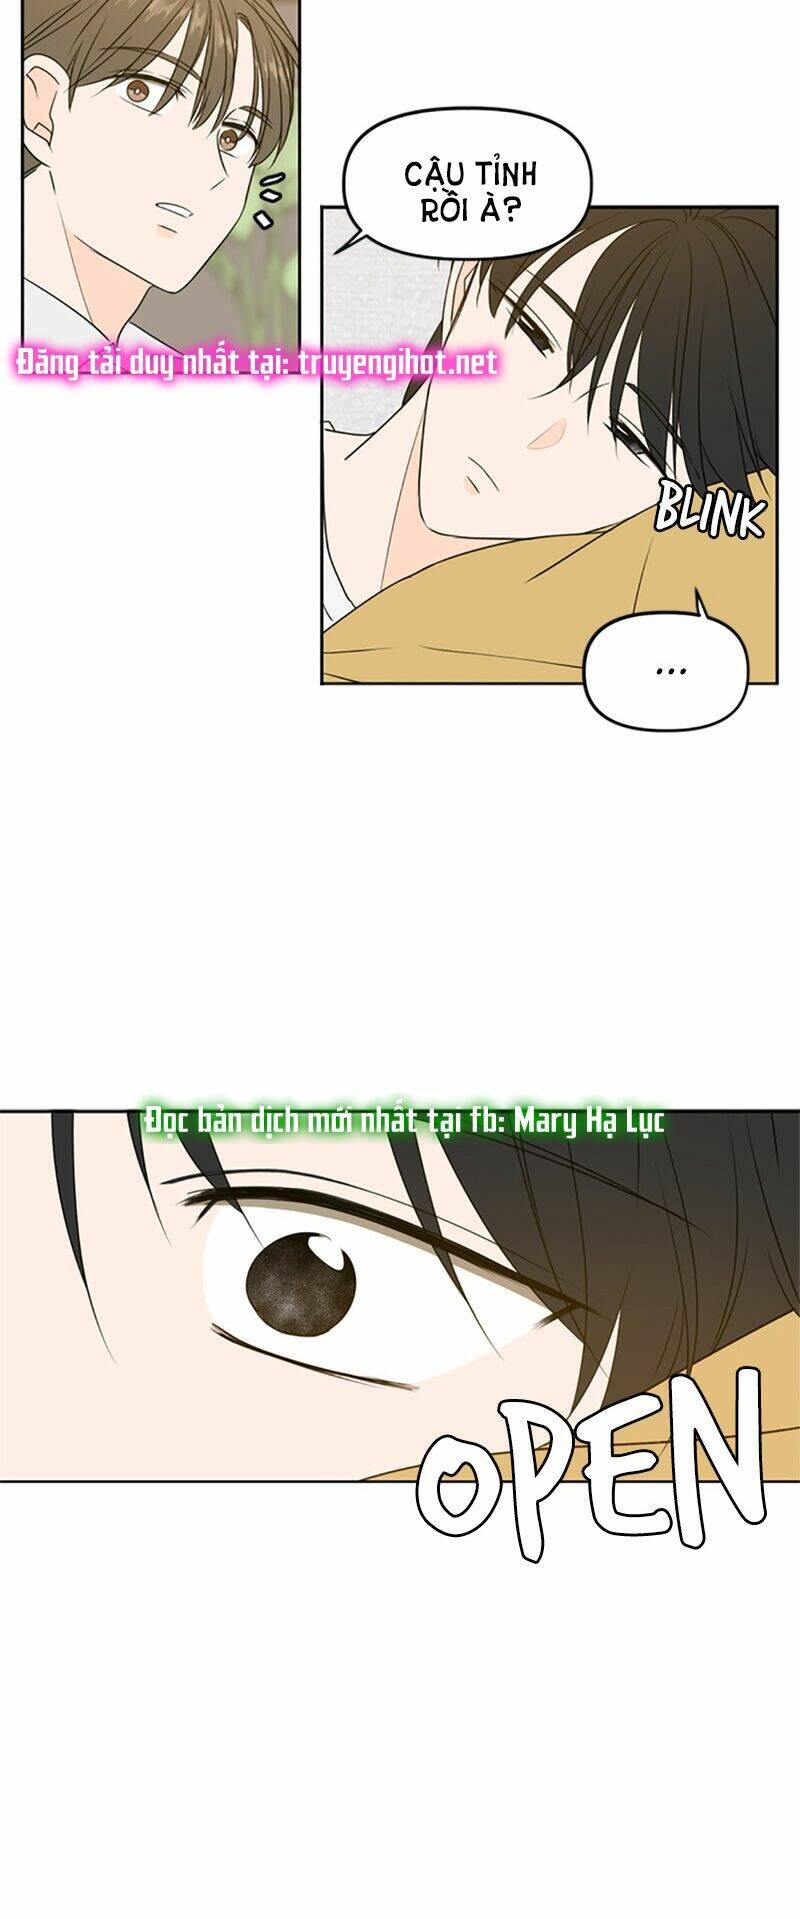 CẬU TỈNH
RỒI À?
Đăng tải duy nhất tại: truyengihot.net
BLINK
...
Đọc bản dịch mới nhất tại fb: Mary Hạ Lục
OPEN